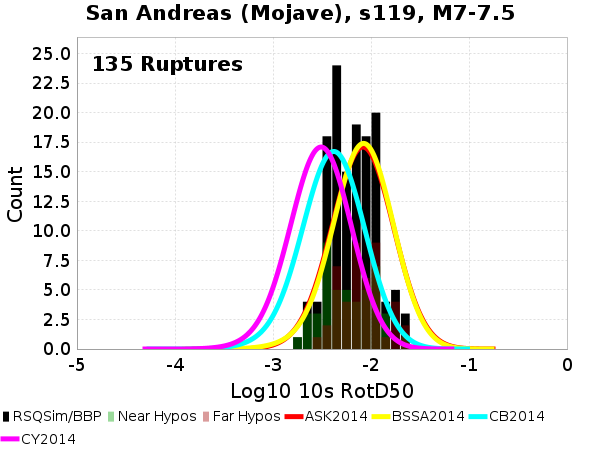 San Andreas (Mojave), s119, M7-7.5
135 Ruptures
25.0
22.5
20.0
17.5
15.0
12.5
10.0
7.5
5.0
2.5
0.0
Count
-5 -4 -3 -2 -1 0
Log10 10s RotD50
RSQSim/BBP Near Hypos Far Hypos ASK2014 BSSA2014 CB2014
CY2014